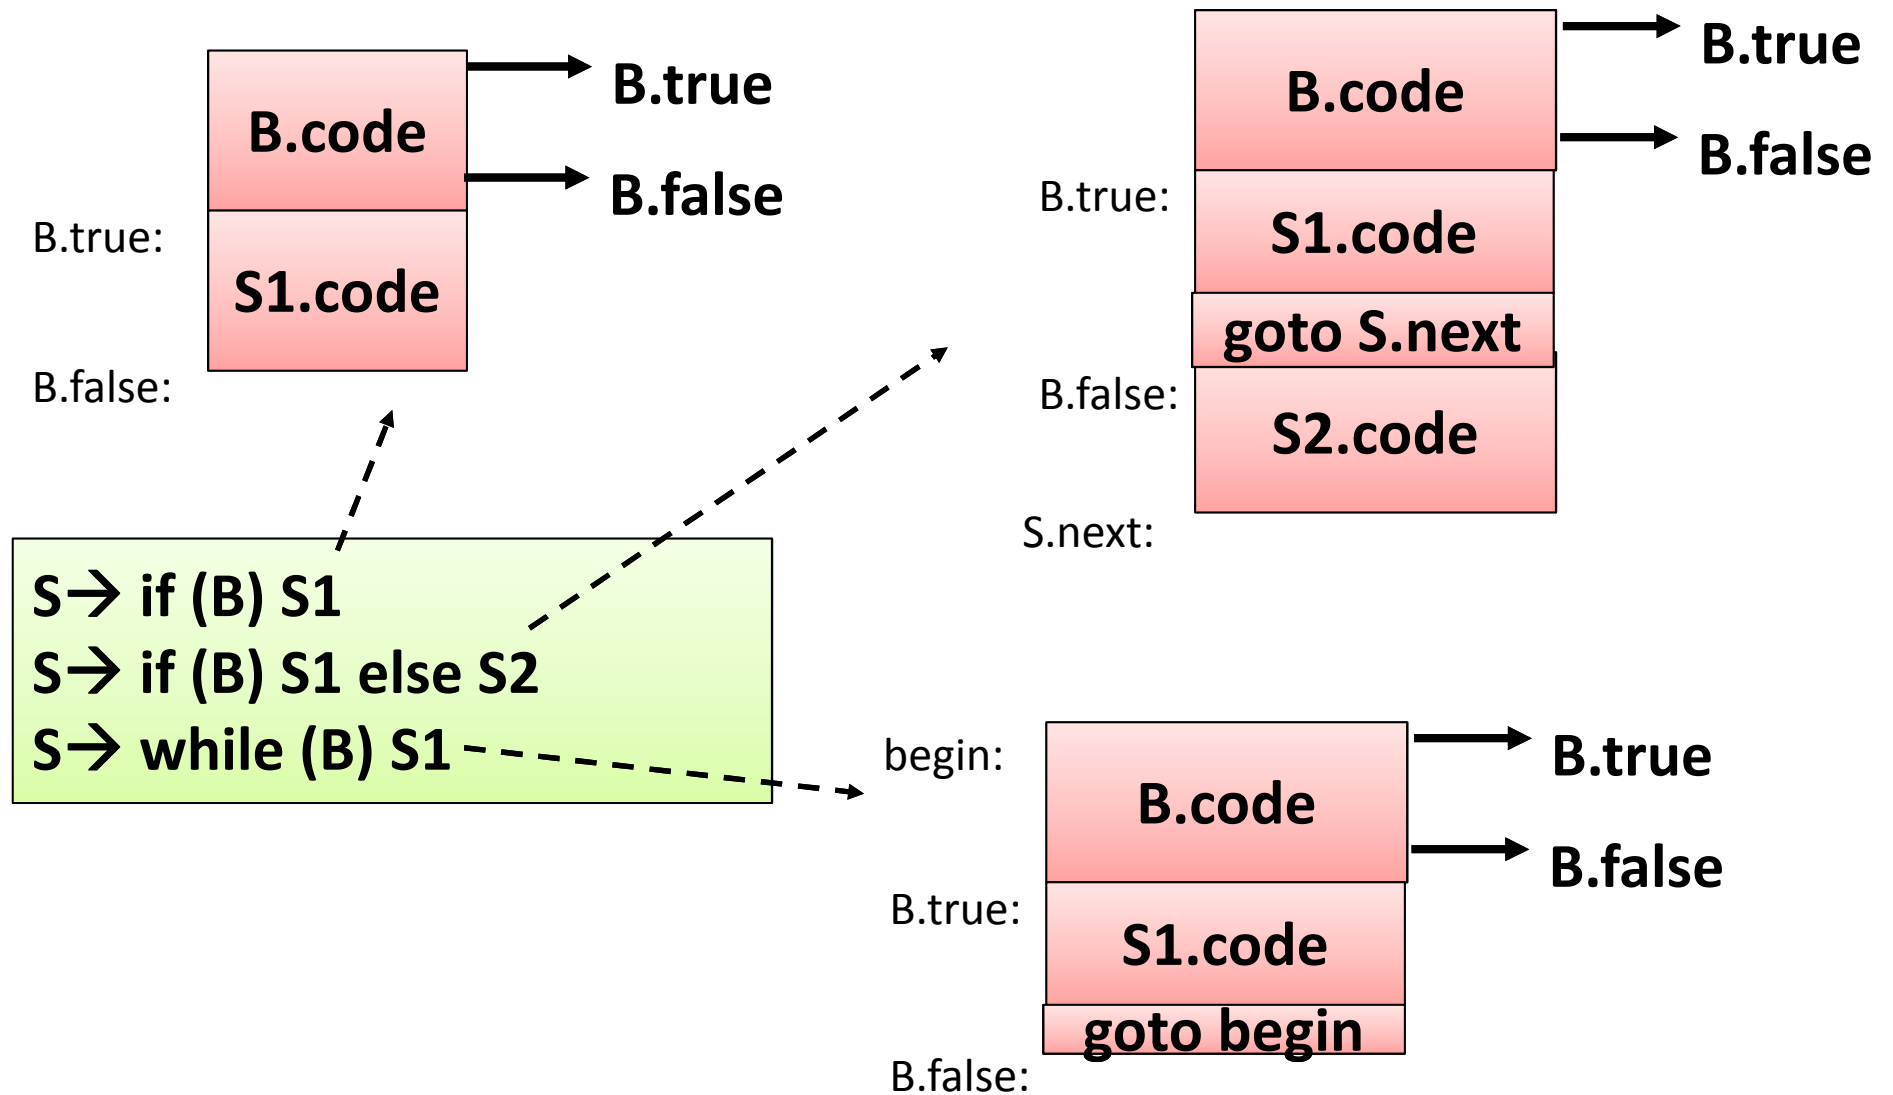 B.code
B.true
B.false
B.true:
S1.code
B.false:
B.code
B.true
B.false
B.true:
S1.code
goto S.next
B.false:
S2.code
S.next:
S→ if (B) S1
S→ if (B) S1 else S2
S→ while (B) S1
begin:
B.code
B.true
B.false
B.true:
S1.code
goto begin
B.false: